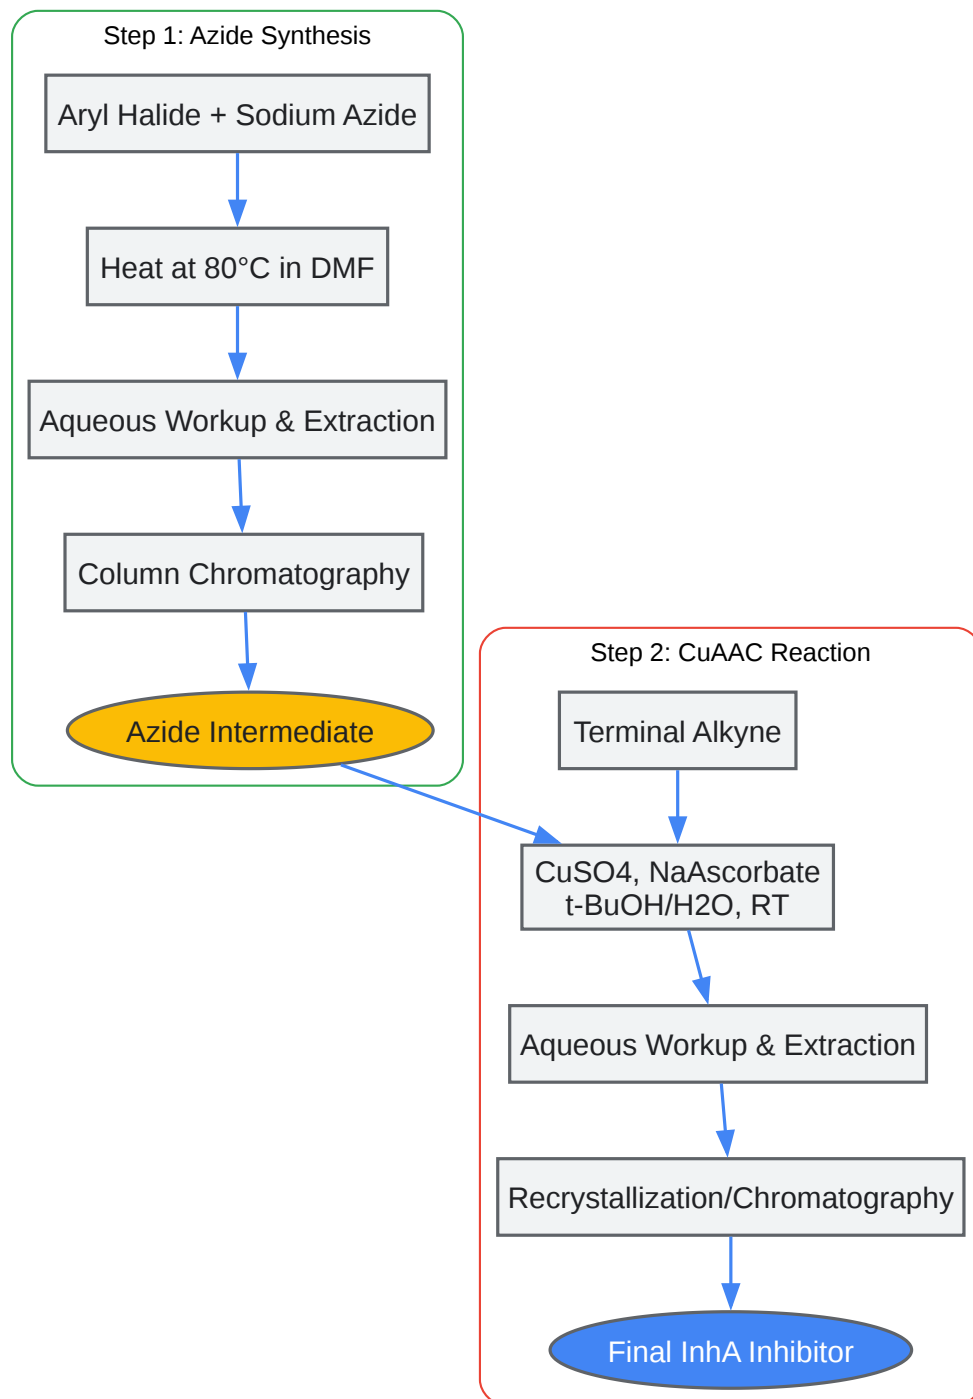 Step 1: Azide Synthesis
Aryl Halide + Sodium Azide
Heat at 80°C in DMF
Aqueous Workup & Extraction
Column Chromatography
Azide Intermediate
Step 2: CuAAC Reaction
Terminal Alkyne
CuSO4, NaAscorbate
t-BuOH/H2O, RT
Aqueous Workup & Extraction
Recrystallization/Chromatography
Final InhA Inhibitor